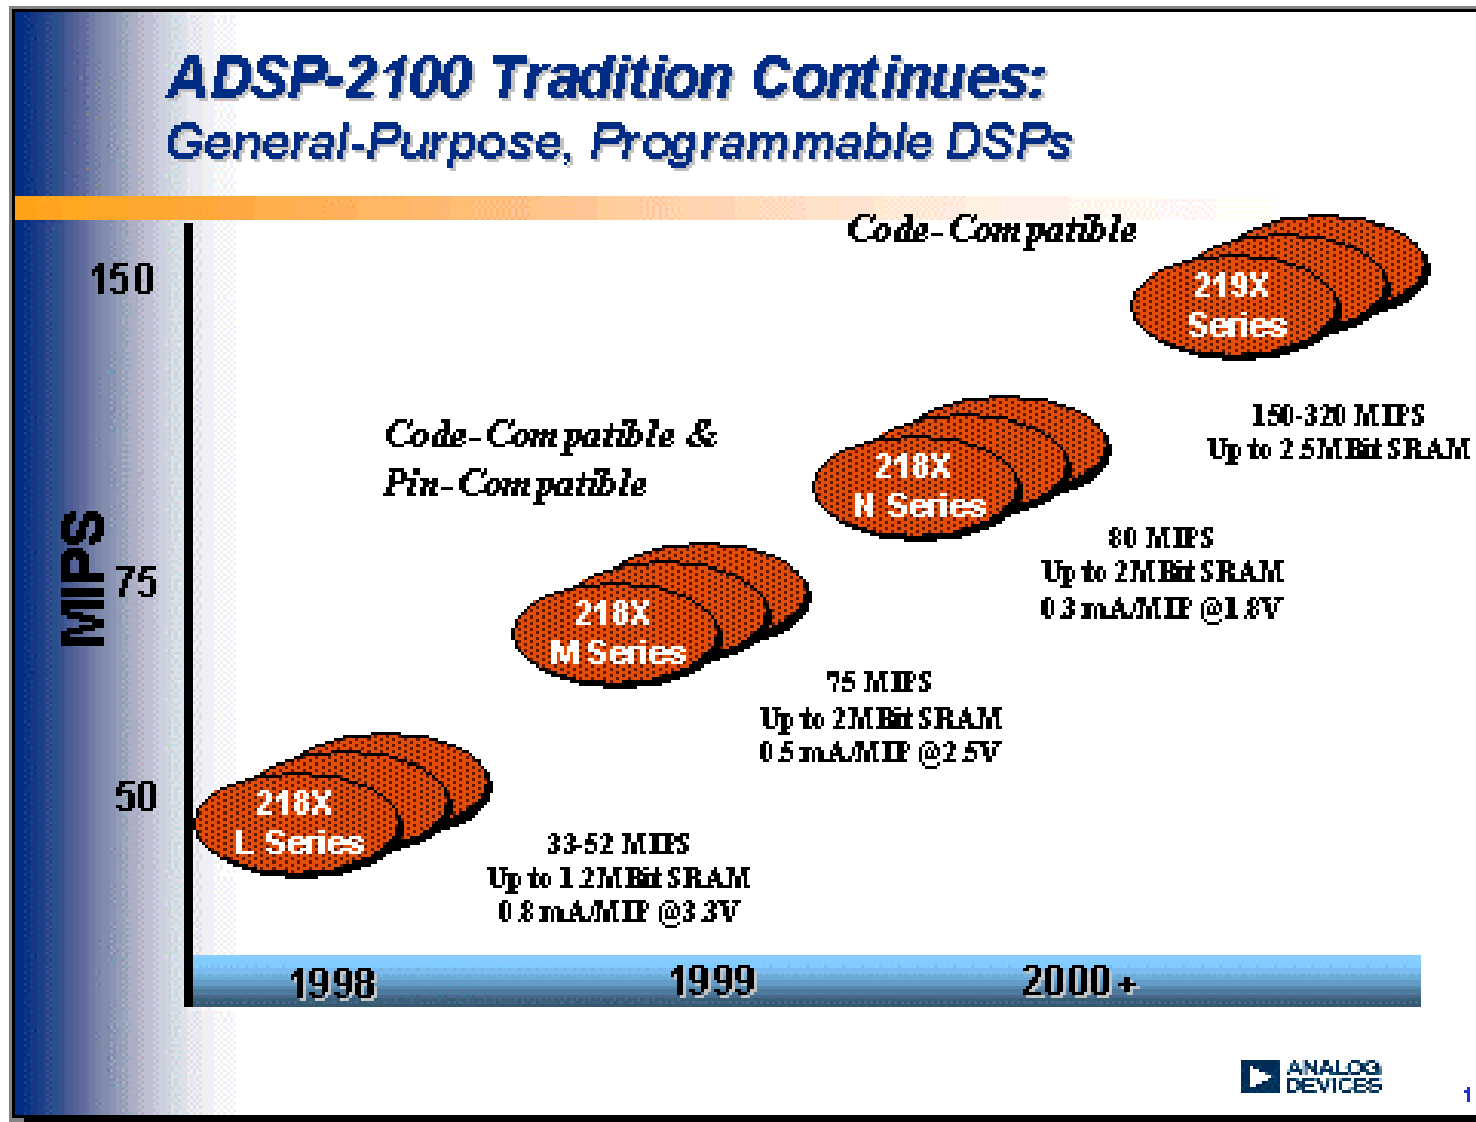 ADSP-2100 Tradition Continues:
General-Purpose, Programmable DSPs
Code-Compatible
150
219X
Series
150-320 MIPS
Up to 2.5MBit SRAM
Code-Compatible &
Pin-Compatible
218X
N Series
80 MIPS
Up to 2MBit SRAM
0.3 mA/MIP @1.8V
MIPS
75
218X
M Series
75 MIPS
Up to 2MBit SRAM
0.5 mA/MIP @2.5V
50
218X
L Series
33-52 MIPS
Up to 1.2MBit SRAM
0.8 mA/MIP @3.3V
1998
1999
2000+
ANALOG
DEVICES
1